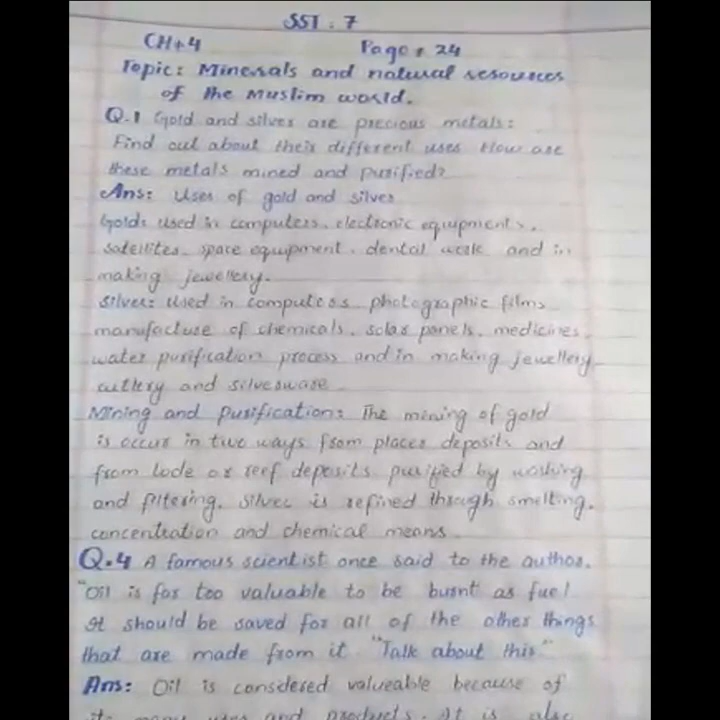 SST : 7
CH # 4 Page # 24
Topic: Minerals and natural resources
of the Muslim world.
Q.1 Gold and silver are precious metals:
Find out about their different uses How are
these metals mined and purified?
Ans: Uses of gold and silver
Gold: used in computers, electronic equipments,
satellites, space equipment, dental work and in
making jewellery.
Silver: used in computers photographic films
manufacture of chemicals, solar panels, medicines,
water purification process and in making jewellery
cutlery and silverware
Mining and purification: The mining of gold
is occur in two ways from placer deposits and
from lode or reef deposits purified by washing
and filtering. Silver is refined through smelting,
concentration and chemical means.
Q.4 A famous scientist once said to the author.
"Oil is far too valuable to be burnt as fuel
It should be saved for all of the other things
that are made from it "Talk about this"
Ans: Oil is considered valueable because of
its many uses and products. It is also